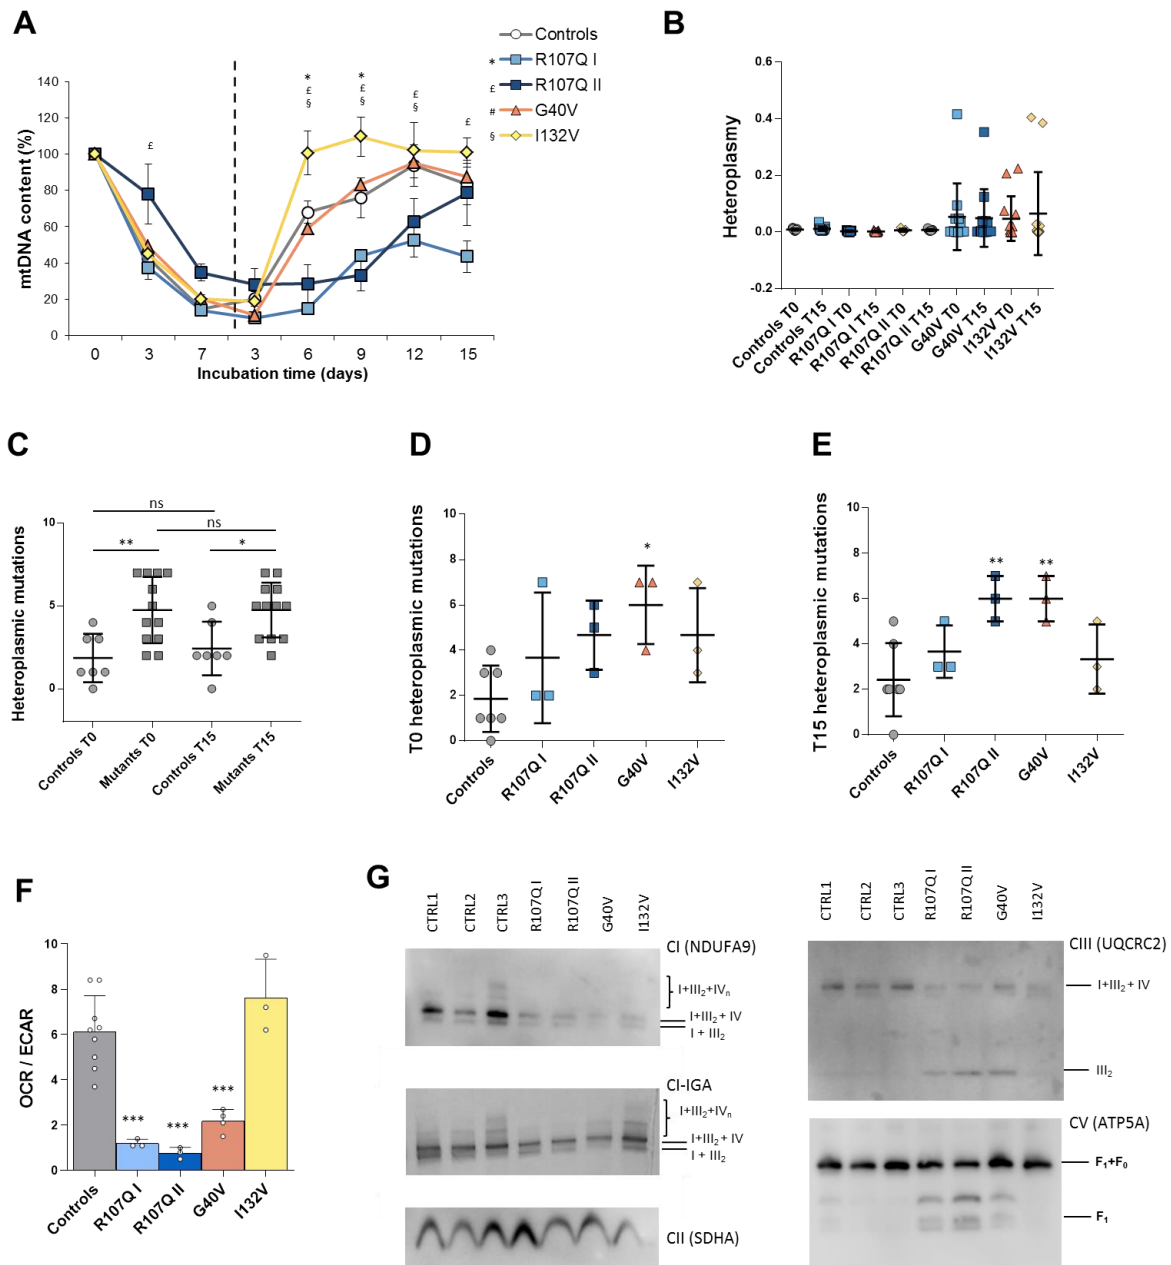 A
Controls
* R107Q I
£ R107Q II
# G40V
§ I132V
mtDNA content (%)
140
120
100
80
60
40
20
0
£
*
£
§
*
£
§
£
§
£
0 3 7 3 6 9 12 15
Incubation time (days)
B
Heteroplasmy
0.6
0.4
0.2
0.0
-0.2
Controls T0
Controls T15
R107Q I T0
R107Q I T15
R107Q II T0
R107Q II T15
G40V T0
G40V T15
I132V T0
I132V T15
C
Heteroplasmic mutations
10
5
0
ns
ns
**
*
Controls T0
Mutants T0
Controls T15
Mutants T15
D
T0 heteroplasmic mutations
10
8
6
4
2
0
*
Controls
R107Q I
R107Q II
G40V
I132V
E
T15 heteroplasmic mutations
10
8
6
4
2
0
**
**
Controls
R107Q I
R107Q II
G40V
I132V
F
OCR / ECAR
10
8
6
4
2
0
***
***
***
Controls
R107Q I
R107Q II
G40V
I132V
G
CTRL1
CTRL2
CTRL3
R107Q I
R107Q II
G40V
I132V
CI (NDUFA9)
I+III₂+IVₙ
I+III₂ + IV
I + III₂
CI-IGA
I+III₂+IVₙ
I+III₂ + IV
I + III₂
CII (SDHA)
CTRL1
CTRL2
CTRL3
R107Q I
R107Q II
G40V
I132V
CIII (UQCRC2)
I+III₂ + IV
III₂
CV (ATP5A)
F₁+F₀
F₁